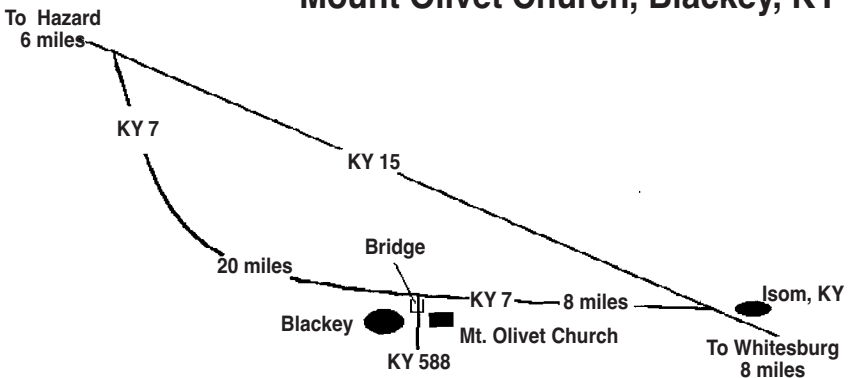 Mount Olivet Church, Blackey, KY
To Hazard
6 miles
KY 7
KY 15
Bridge
20 miles
KY 7
8 miles
Isom, KY
Blackey
Mt. Olivet Church
KY 588
To Whitesburg
8 miles